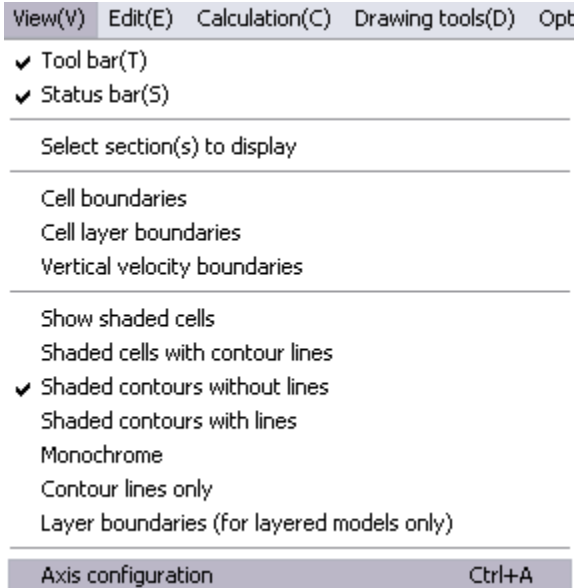 View(V) Edit(E) Calculation(C) Drawing tools(D) Opt
Tool bar(T)
Status bar(S)
Select section(s) to display
Cell boundaries
Cell layer boundaries
Vertical velocity boundaries
Show shaded cells
Shaded cells with contour lines
Shaded contours without lines
Shaded contours with lines
Monochrome
Contour lines only
Layer boundaries (for layered models only)
Axis configuration Ctrl+A